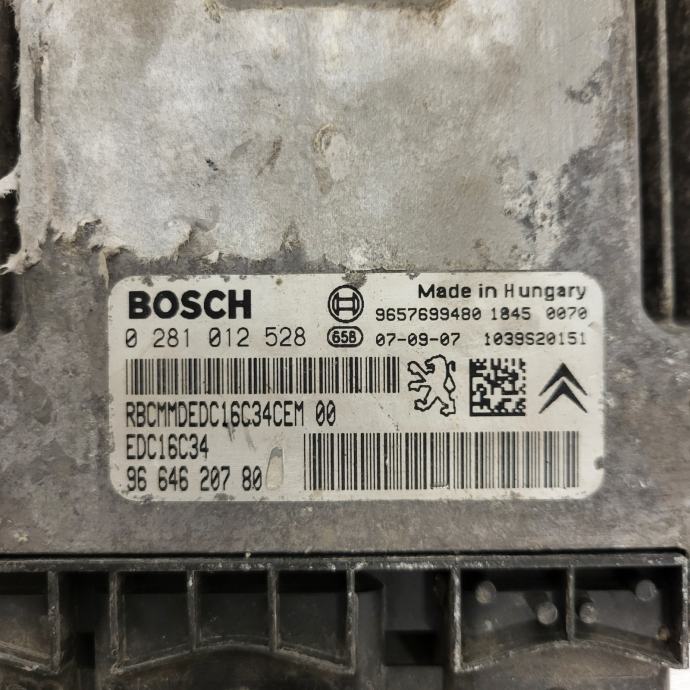 BOSCH
Made in Hungary
9657699480 1845 0070
0 281 012 528 658 07-09-07 1039S20151
RBCMMDEDC16C34CEM 00
EDC16C34
96 646 207 80